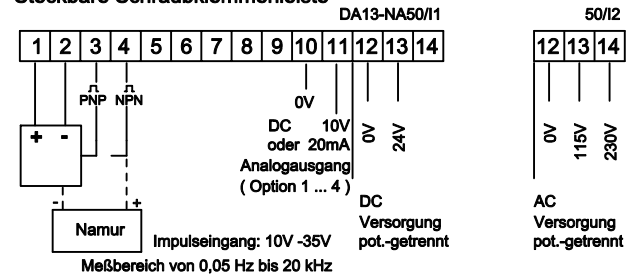 Steckbare Schraubklemmenleiste
DA13-NA50/I1
50/I2
1 2 3 4 5 6 7 8 9 10 11 12 13 14
12 13 14
PNP NPN
0V
DC 10V
oder 20mA
Analogausgang
( Option 1 ... 4 )
0V
24V
0V
115V
230V
+ -
- +
Namur
DC
Versorgung
pot.-getrennt
AC
Versorgung
pot.-getrennt
Impulseingang: 10V -35V
Meßbereich von 0,05 Hz bis 20 kHz